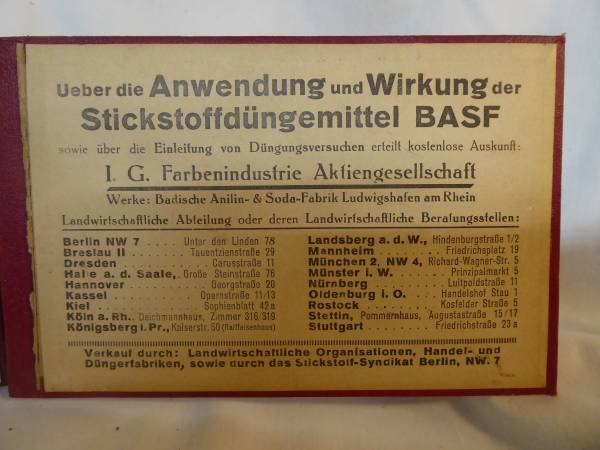 Ueber die Anwendung und Wirkung der
Stickstoffdüngemittel BASF
sowie über die Einleitung von Düngungsversuchen erteilt kostenlose Auskunft:
I. G. Farbenindustrie Aktiengesellschaft
Werke: Badische Anilin- & Soda-Fabrik Ludwigshafen am Rhein
Landwirtschaftliche Abteilung oder deren Landwirtschaftliche Beratungsstellen:
Berlin NW 7 . . . . . Unter den Linden 78
Breslau II . . . . Tauentzienstraße 29
Dresden . . . . . . Carusstraße 11
Halle a. d. Saale, Große Steinstraße 76
Hannover . . . . . . Georgstraße 20
Kassel . . . . . . Opernstraße 11/13
Kiel . . . . . . . Sophienblatt 42a
Köln a. Rh., Deichmannhaus, Zimmer 316/319
Königsberg i. Pr., Kaiserstr. 50 (Raiffeisenhaus)
Landsberg a. d. W., Hindenburgstraße 1/2
Mannheim . . . . . . Friedrichsplatz 19
München 2, NW 4, Richard-Wagner-Str. 5
Münster i. W. . . . . . Prinzipalmarkt 5
Nürnberg . . . . . . Luitpoldstraße 11
Oldenburg i. O. . . . Handelshof Stau 1
Rostock . . . . . Kosfelder Straße 5
Stettin, Pommernhaus, Augustastraße 15/17
Stuttgart . . . . . Friedrichstraße 23 a
Verkauf durch: Landwirtschaftliche Organisationen, Handel- und
Düngerfabriken, sowie durch das Stickstoff-Syndikat Berlin, NW. 7